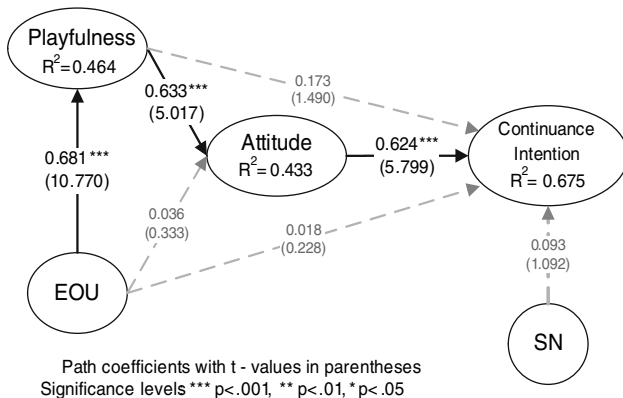 Playfulness
R²=0.464
0.173
(1.490)
0.633***
(5.017)
0.681***
(10.770)
Attitude
R²=0.433
0.624***
(5.799)
Continuance
Intention
R²= 0.675
0.036
(0.333)
0.018
(0.228)
0.093
(1.092)
EOU
SN
Path coefficients with t - values in parentheses
Significance levels *** p<.001, ** p<.01, * p<.05